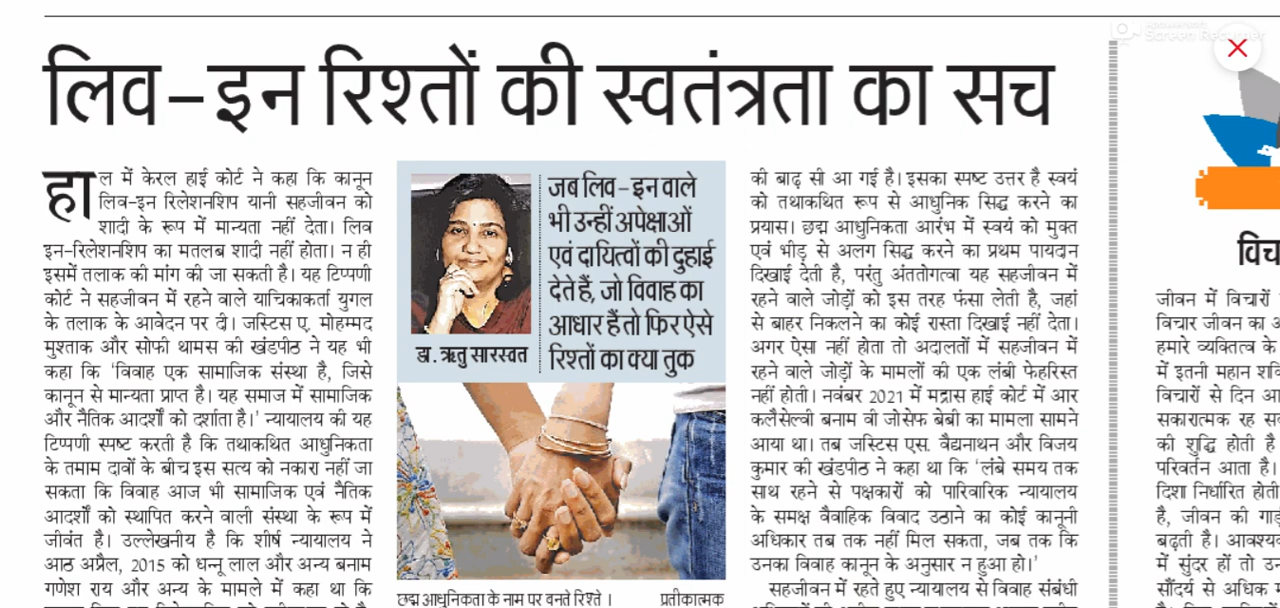 लिव-इन रिश्तों की स्वतंत्रता का सच
हाल में केरल हाई कोर्ट ने कहा कि कानून
लिव-इन रिलेशनशिप यानी सहजीवन को
शादी के रूप में मान्यता नहीं देता। लिव
इन-रिलेशनशिप का मतलब शादी नहीं होता। न ही
इसमें तलाक की मांग की जा सकती है। यह टिप्पणी
कोर्ट ने सहजीवन में रहने वाले याचिकाकर्ता युगल
के तलाक के आवेदन पर दी। जस्टिस ए. मोहम्मद
मुश्ताक और सोफी थामस की खंडपीठ ने यह भी
कहा कि 'विवाह एक सामाजिक संस्था है, जिसे
कानून से मान्यता प्राप्त है। यह समाज में सामाजिक
और नैतिक आदर्शों को दर्शाता है।' न्यायालय की यह
टिप्पणी स्पष्ट करती है कि तथाकथित आधुनिकता
के तमाम दावों के बीच इस सत्य को नकारा नहीं जा
सकता कि विवाह आज भी सामाजिक एवं नैतिक
आदर्शों को स्थापित करने वाली संस्था के रूप में
जीवंत है। उल्लेखनीय है कि शीर्ष न्यायालय ने
आठ अप्रैल, 2015 को धन्नू लाल और अन्य बनाम
गणेश राय और अन्य के मामले में कहा था कि
डा. ऋतु सारस्वत
जब लिव-इन वाले
भी उन्हीं अपेक्षाओं
एवं दायित्वों की दुहाई
देते हैं, जो विवाह का
आधार हैं तो फिर ऐसे
रिश्तों का क्या तुक
छद्म आधुनिकता के नाम पर बनते रिश्ते । प्रतीकात्मक
की बाढ़ सी आ गई है। इसका स्पष्ट उत्तर है स्वयं
को तथाकथित रूप से आधुनिक सिद्ध करने का
प्रयास। छद्म आधुनिकता आरंभ में स्वयं को मुक्त
एवं भीड़ से अलग सिद्ध करने का प्रथम पायदान
दिखाई देती है, परंतु अंततोगत्वा यह सहजीवन में
रहने वाले जोड़ों को इस तरह फंसा लेती है, जहां
से बाहर निकलने का कोई रास्ता दिखाई नहीं देता।
अगर ऐसा नहीं होता तो अदालतों में सहजीवन में
रहने वाले जोड़ों के मामलों की एक लंबी फेहरिस्त
नहीं होती। नवंबर 2021 में मद्रास हाई कोर्ट में आर
कलैसेल्वी बनाम वी जोसेफ बेबी का मामला सामने
आया था। तब जस्टिस एस. वैद्यनाथन और विजय
कुमार की खंडपीठ ने कहा था कि 'लंबे समय तक
साथ रहने से पक्षकारों को पारिवारिक न्यायालय
के समक्ष वैवाहिक विवाद उठाने का कोई कानूनी
अधिकार तब तक नहीं मिल सकता, जब तक कि
उनका विवाह कानून के अनुसार न हुआ हो।'
सहजीवन में रहते हुए न्यायालय से विवाह संबंधी
Screen Recorder
विच
जीवन में विचारों
विचार जीवन का
हमारे व्यक्तित्व के
में इतनी महान
विचारों से दिन
सकारात्मक रह
की शुद्धि होती है
परिवर्तन आता है।
दिशा निर्धारित होती
है, जीवन की
बढ़ती है।
में सुंदर हों तो
सौंदर्य से अधिक